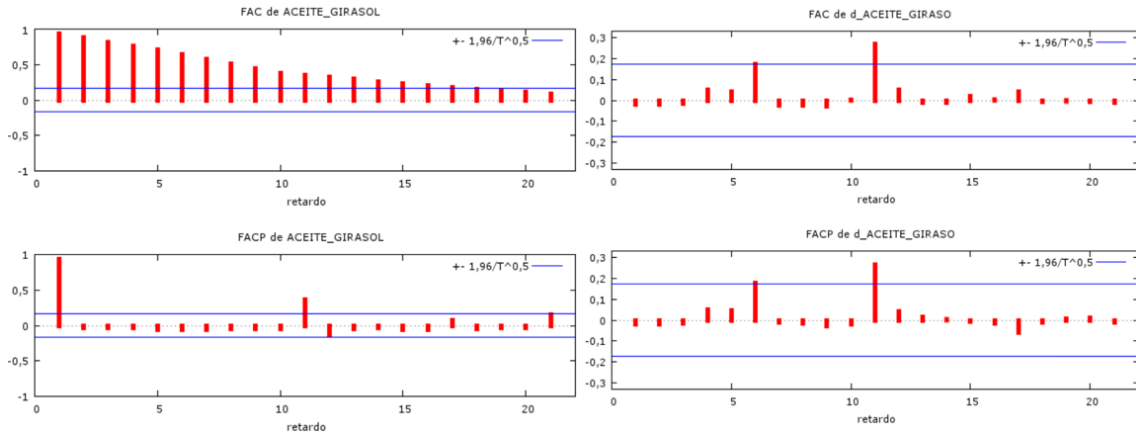 FAC de ACEITE_GIRASOL
+- 1,96/T^0,5
1
0,5
0
-0,5
-1
0 5 10 15 20
retardo
FACP de ACEITE_GIRASOL
+- 1,96/T^0,5
1
0,5
0
-0,5
-1
0 5 10 15 20
retardo
FAC de d_ACEITE_GIRASO
+- 1,96/T^0,5
0,3
0,2
0,1
0
-0,1
-0,2
-0,3
0 5 10 15 20
retardo
FACP de d_ACEITE_GIRASO
+- 1,96/T^0,5
0,3
0,2
0,1
0
-0,1
-0,2
-0,3
0 5 10 15 20
retardo